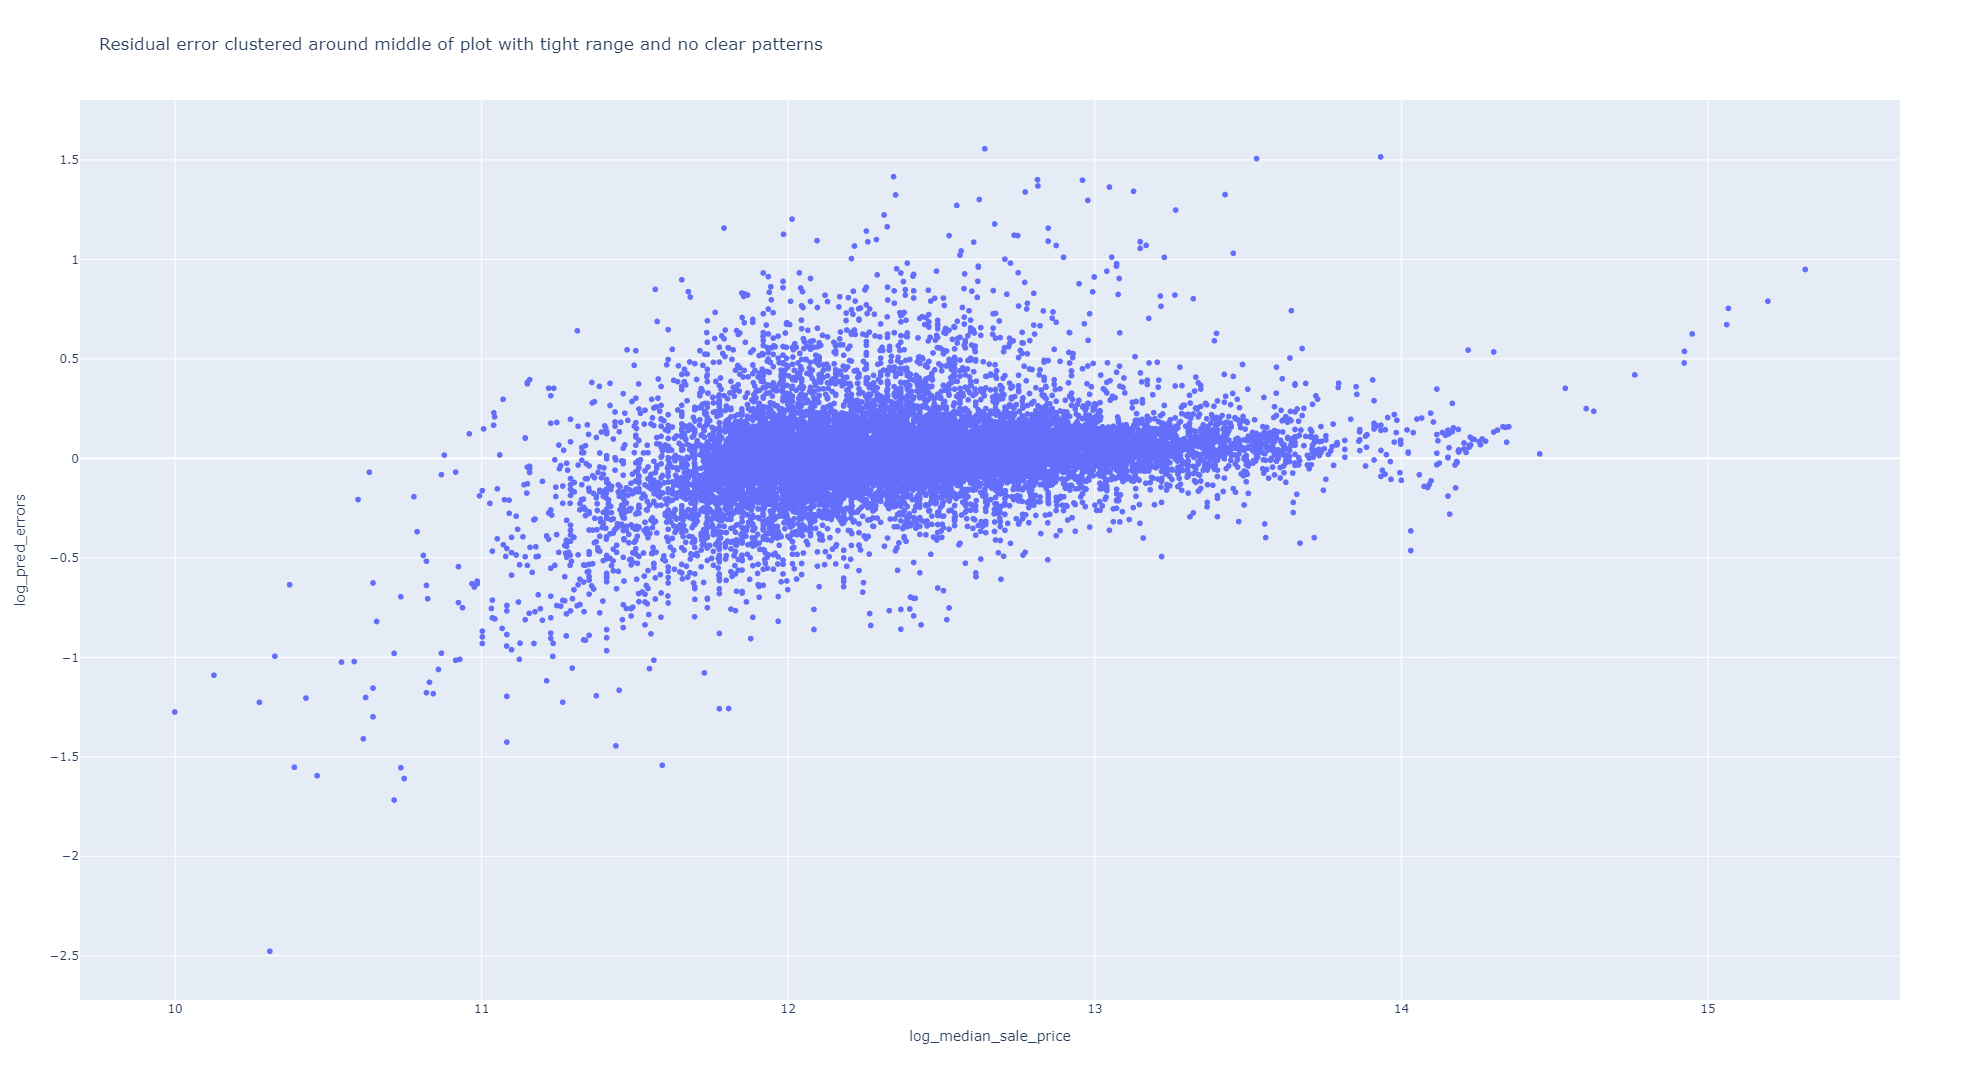 Residual error clustered around middle of plot with tight range and no clear patterns
1.5
1
0.5
0
−0.5
−1
−1.5
−2
−2.5
log_pred_errors
10 11 12 13 14 15
log_median_sale_price